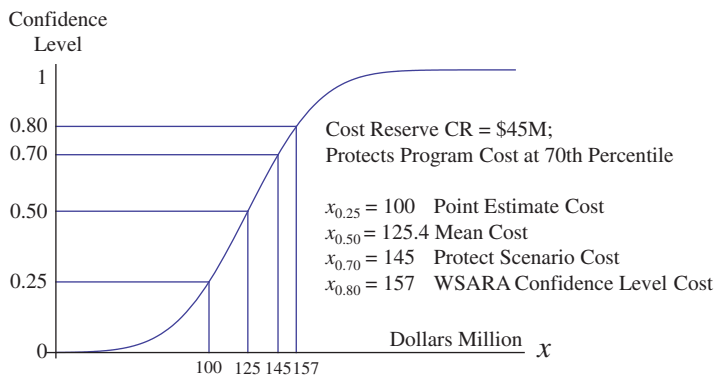 Confidence
Level
1
0.80
0.70
0.50
0.25
0
Cost Reserve CR = $45M;
Protects Program Cost at 70th Percentile
x0.25 = 100 Point Estimate Cost
x0.50 = 125.4 Mean Cost
x0.70 = 145 Protect Scenario Cost
x0.80 = 157 WSARA Confidence Level Cost
Dollars Million x
100 125 145 157